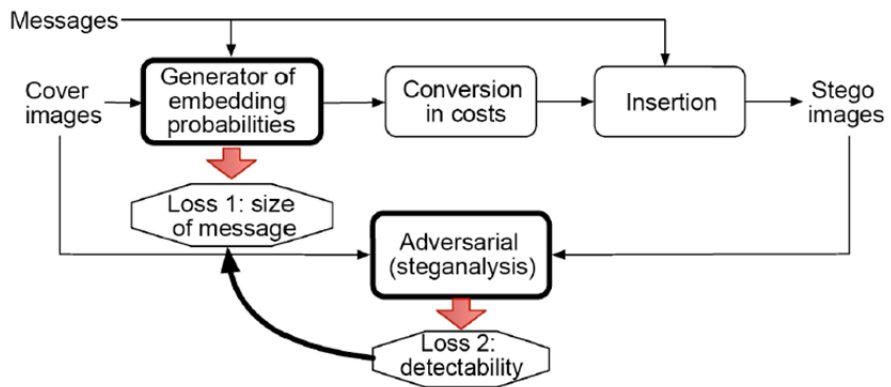 Messages
Cover
images
Generator of
embedding
probabilities
Conversion
in costs
Insertion
Stego
images
Loss 1: size
of message
Adversarial
(steganalysis)
Loss 2:
detectability